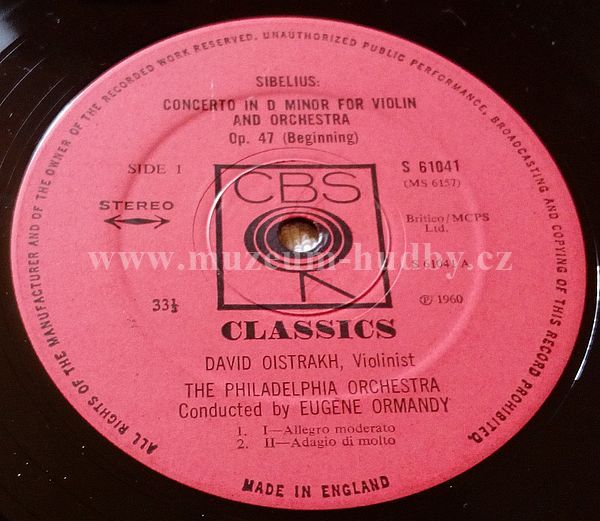 ALL RIGHTS OF THE MANUFACTURER AND OF THE OWNER OF THE RECORDED WORK RESERVED. UNAUTHORIZED PUBLIC PERFORMANCE, BROADCASTING AND COPYING OF THIS RECORD PROHIBITED.
SIBELIUS:
CONCERTO IN D MINOR FOR VIOLIN
AND ORCHESTRA
Op. 47 (Beginning)
SIDE 1
S 61041
(MS 6157)
CBS
STEREO
Britico/MCPS
Ltd.
www.muzeum-hudby.cz
S 61041 A
33⅓
℗ 1960
CLASSICS
DAVID OISTRAKH, Violinist
THE PHILADELPHIA ORCHESTRA
Conducted by EUGENE ORMANDY
1. I—Allegro moderato
2. II—Adagio di molto
MADE IN ENGLAND